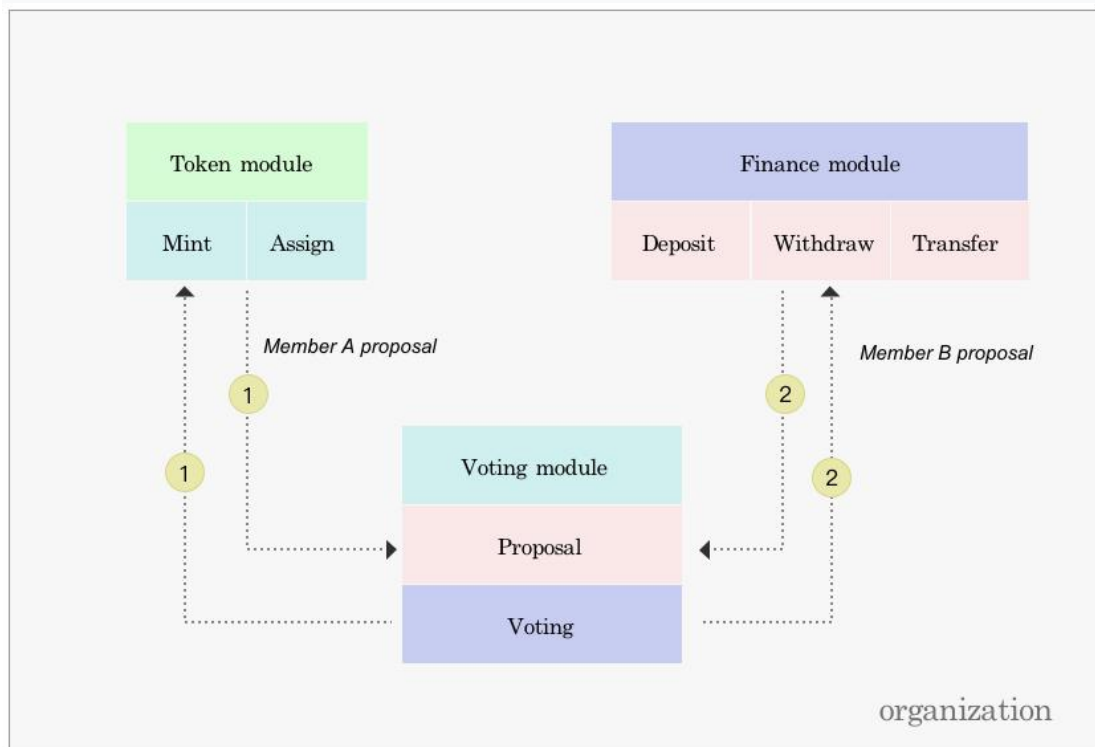 Token module
Finance module
Mint
Assign
Deposit
Withdraw
Transfer
Member A proposal
Member B proposal
1
2
Voting module
1
2
Proposal
Voting
organization